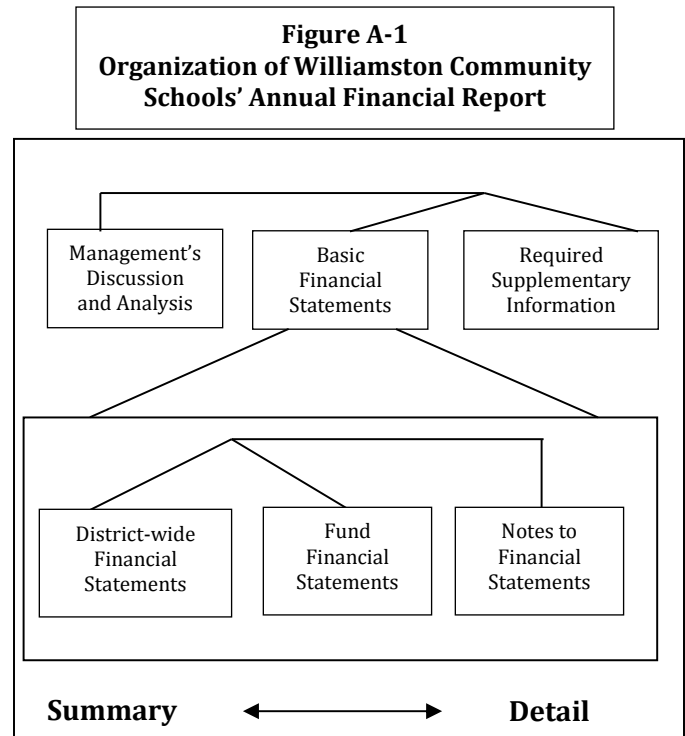 Figure A-1
Organization of Williamston Community
Schools’ Annual Financial Report
Management’s
Discussion
and Analysis
Basic
Financial
Statements
Required
Supplementary
Information
District-wide
Financial
Statements
Fund
Financial
Statements
Notes to
Financial
Statements
Summary
Detail